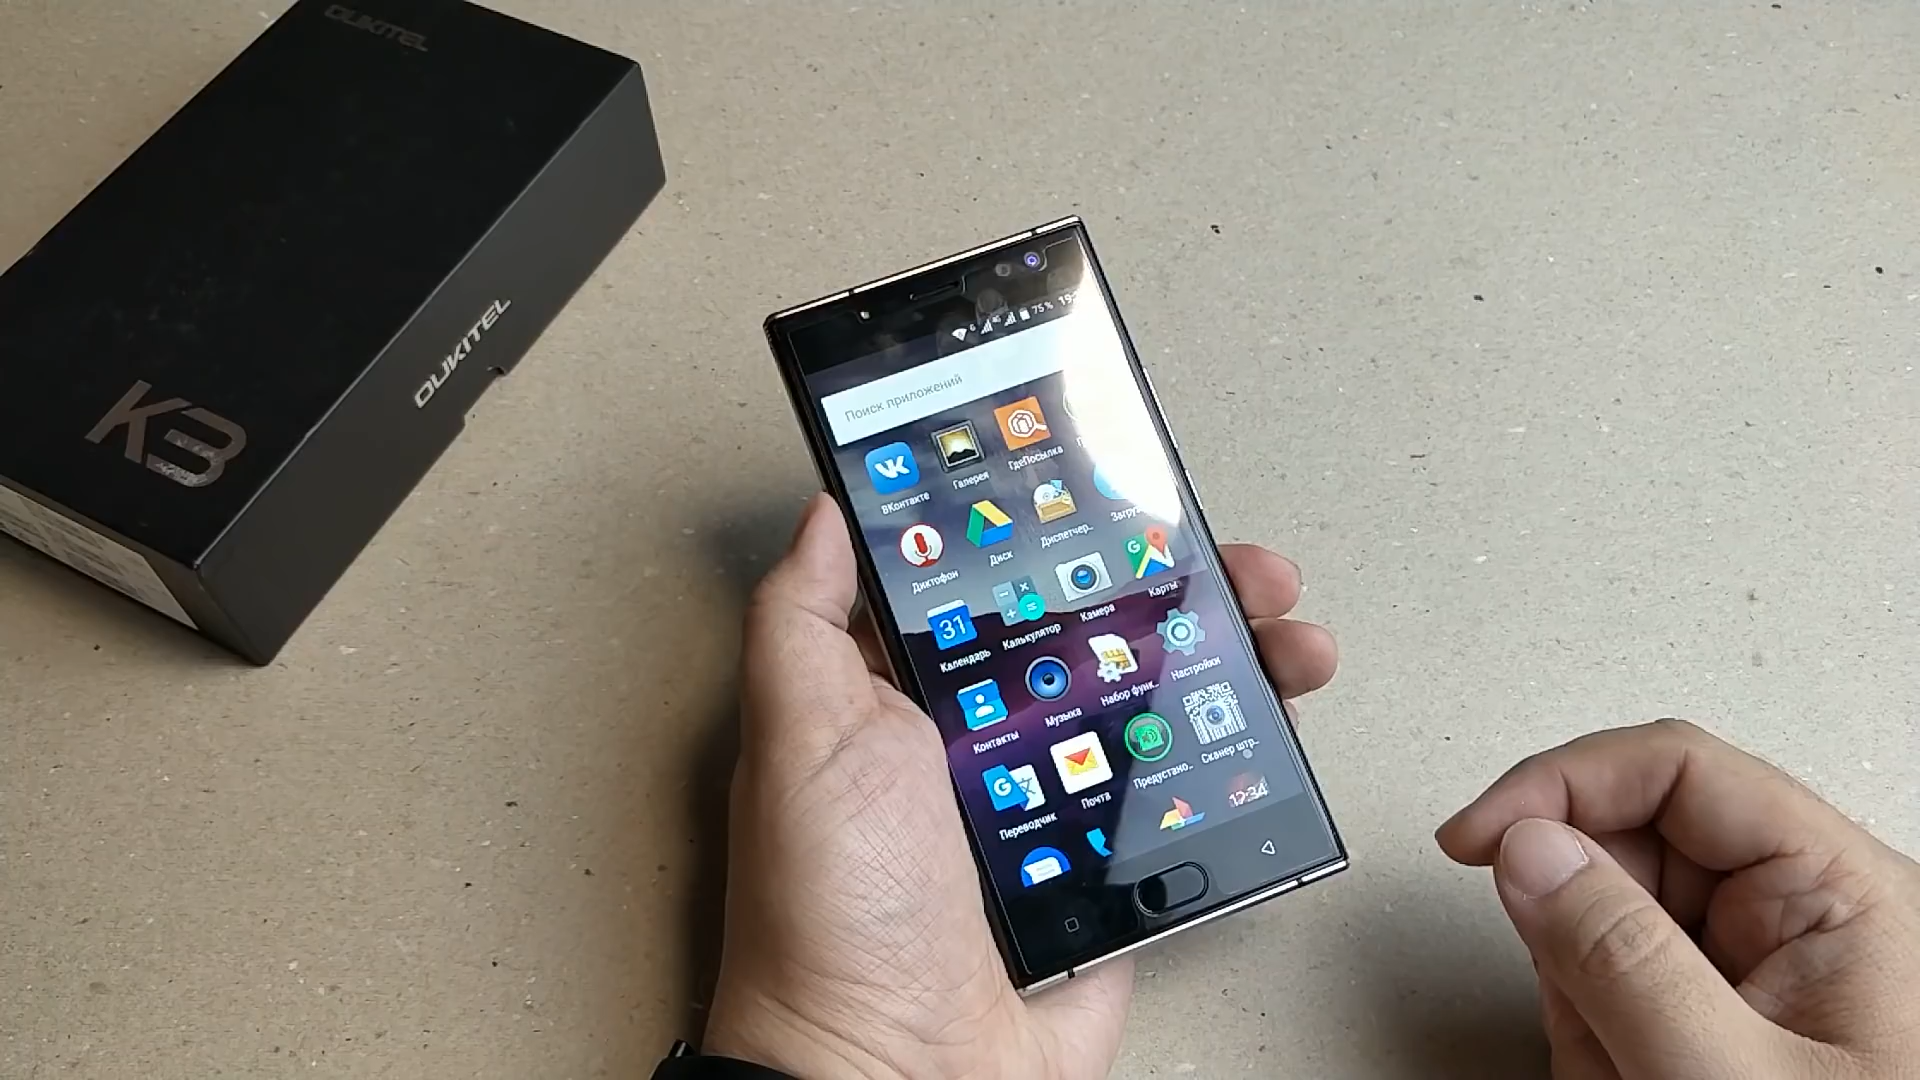 OUKITEL
K3
OUKITEL
75 %
Поиск приложений
ВКонтакте
Галерея
ГдеПосылка
Диктофон
Диск
Диспетчер..
31
Календарь
Калькулятор
Камера
Карты
Контакты
Музыка
Набор функ..
Настройки
Переводчик
Почта
Предустано..
Сканер штр..
12:34